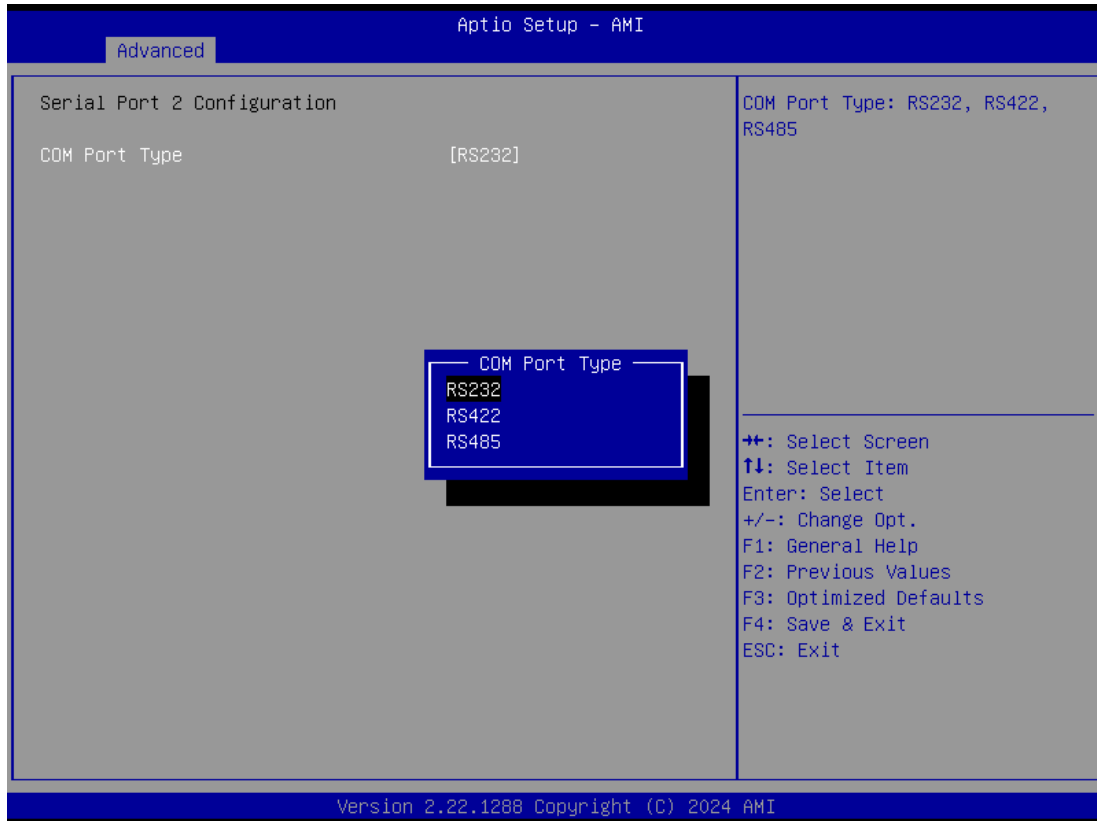 Aptio Setup – AMI
Advanced
Serial Port 2 Configuration
COM Port Type [RS232]
COM Port Type: RS232, RS422,
RS485
COM Port Type
RS232
RS422
RS485
→←: Select Screen
↑↓: Select Item
Enter: Select
+/-: Change Opt.
F1: General Help
F2: Previous Values
F3: Optimized Defaults
F4: Save & Exit
ESC: Exit
Version 2.22.1288 Copyright (C) 2024 AMI